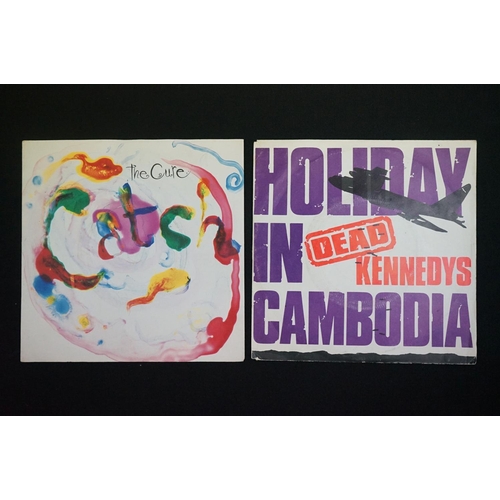 the Cure
Catch
HOLIDAY
IN DEAD
KENNEDYS
CAMBODIA